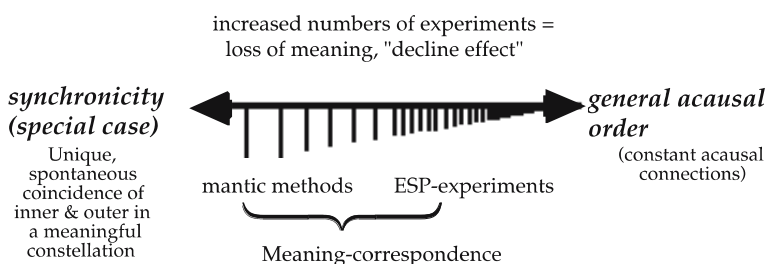 increased numbers of experiments =
loss of meaning, "decline effect"
synchronicity
(special case)
Unique,
spontaneous
coincidence of
inner & outer in
a meaningful
constellation
general acausal
order
(constant acausal
connections)
mantic methods
ESP-experiments
Meaning-correspondence